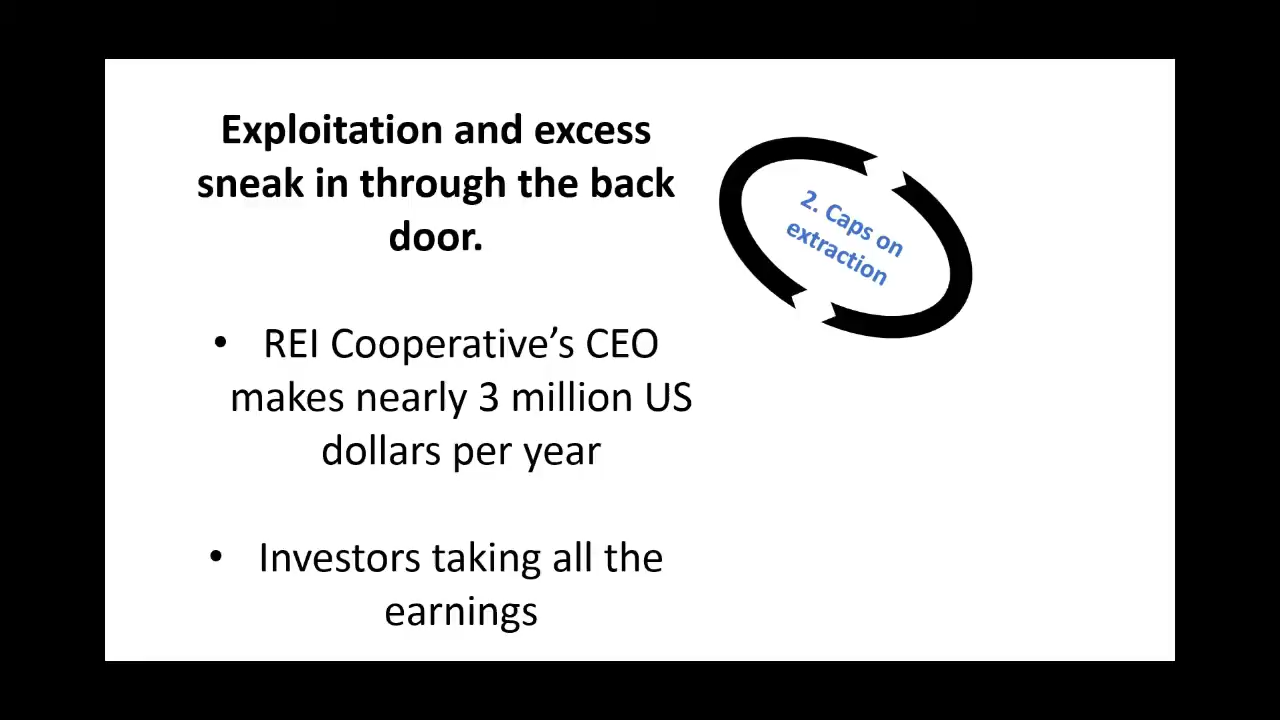 Exploitation and excess
sneak in through the back
door.
• REI Cooperative’s CEO
makes nearly 3 million US
dollars per year
• Investors taking all the
earnings
2. Caps on
extraction